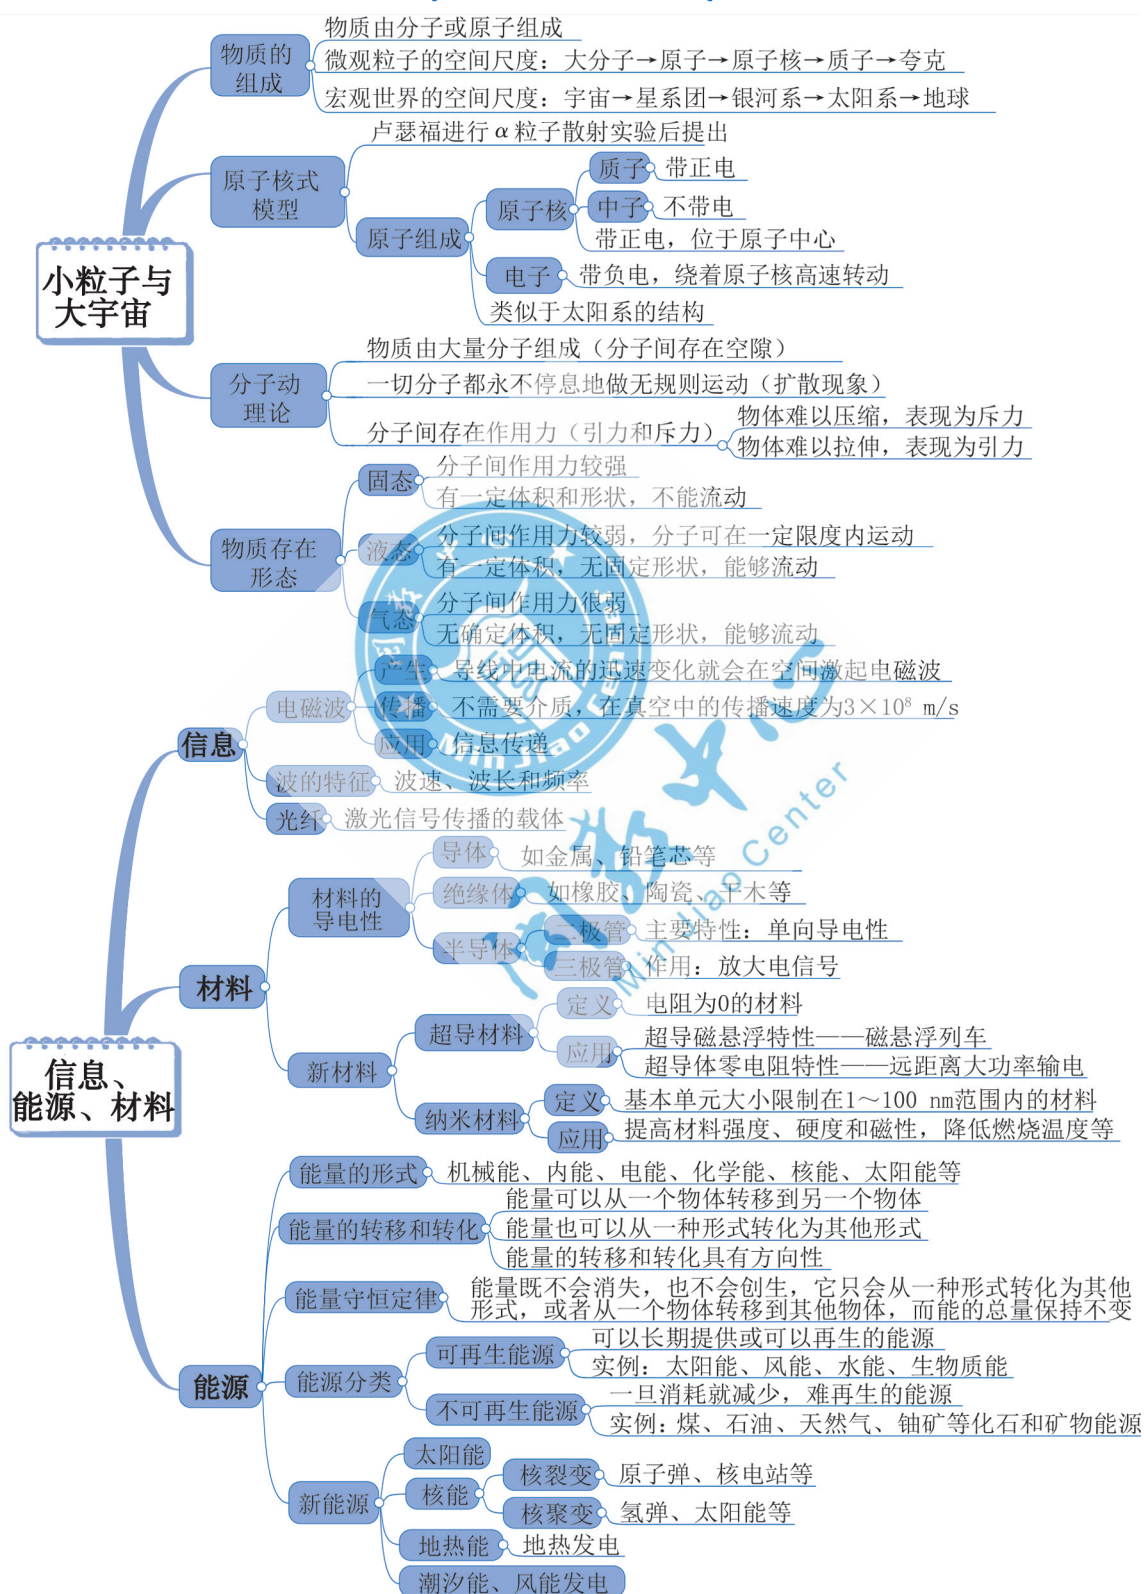 物质的
组成
物质由分子或原子组成
微观粒子的空间尺度：大分子→原子→原子核→质子→夸克
宏观世界的空间尺度：宇宙→星系团→银河系→太阳系→地球
小粒子与
大宇宙
原子核式
模型
卢瑟福进行α粒子散射实验后提出
原子组成
原子核
质子
带正电
中子
不带电
带正电，位于原子中心
电子
带负电，绕着原子核高速转动
类似于太阳系的结构
分子动
理论
物质由大量分子组成（分子间存在空隙）
一切分子都永不停息地做无规则运动（扩散现象）
分子间存在作用力（引力和斥力）
物体难以压缩，表现为斥力
物体难以拉伸，表现为引力
物质存在
形态
固态
分子间作用力较强
有一定体积和形状，不能流动
液态
分子间作用力较弱，分子可在一定限度内运动
有一定体积，无固定形状，能够流动
气态
分子间作用力很弱
无确定体积，无固定形状，能够流动
信息、
能源、材料
信息
电磁波
产生
导线中电流的迅速变化就会在空间激起电磁波
传播
不需要介质，在真空中的传播速度为3×10⁸ m/s
应用
信息传递
波的特征
波速、波长和频率
光纤
激光信号传播的载体
材料
材料的
导电性
导体
如金属、铅笔芯等
绝缘体
如橡胶、陶瓷、干木等
半导体
二极管
主要特性：单向导电性
三极管
作用：放大电信号
新材料
超导材料
定义
电阻为0的材料
应用
超导磁悬浮特性——磁悬浮列车
超导体零电阻特性——远距离大功率输电
纳米材料
定义
基本单元大小限制在1～100 nm范围内的材料
应用
提高材料强度、硬度和磁性，降低燃烧温度等
能源
能量的形式
机械能、内能、电能、化学能、核能、太阳能等
能量的转移和转化
能量可以从一个物体转移到另一个物体
能量也可以从一种形式转化为其他形式
能量的转移和转化具有方向性
能量守恒定律
能量既不会消失，也不会创生，它只会从一种形式转化为其他
形式，或者从一个物体转移到其他物体，而能的总量保持不变
能源分类
可再生能源
可以长期提供或可以再生的能源
实例：太阳能、风能、水能、生物质能
不可再生能源
一旦消耗就减少，难再生的能源
实例：煤、石油、天然气、铀矿等化石和矿物能源
新能源
太阳能
核能
核裂变
原子弹、核电站等
核聚变
氢弹、太阳能等
地热能
地热发电
潮汐能、风能发电
闽教中心
Min Jiao Center
MinJiao